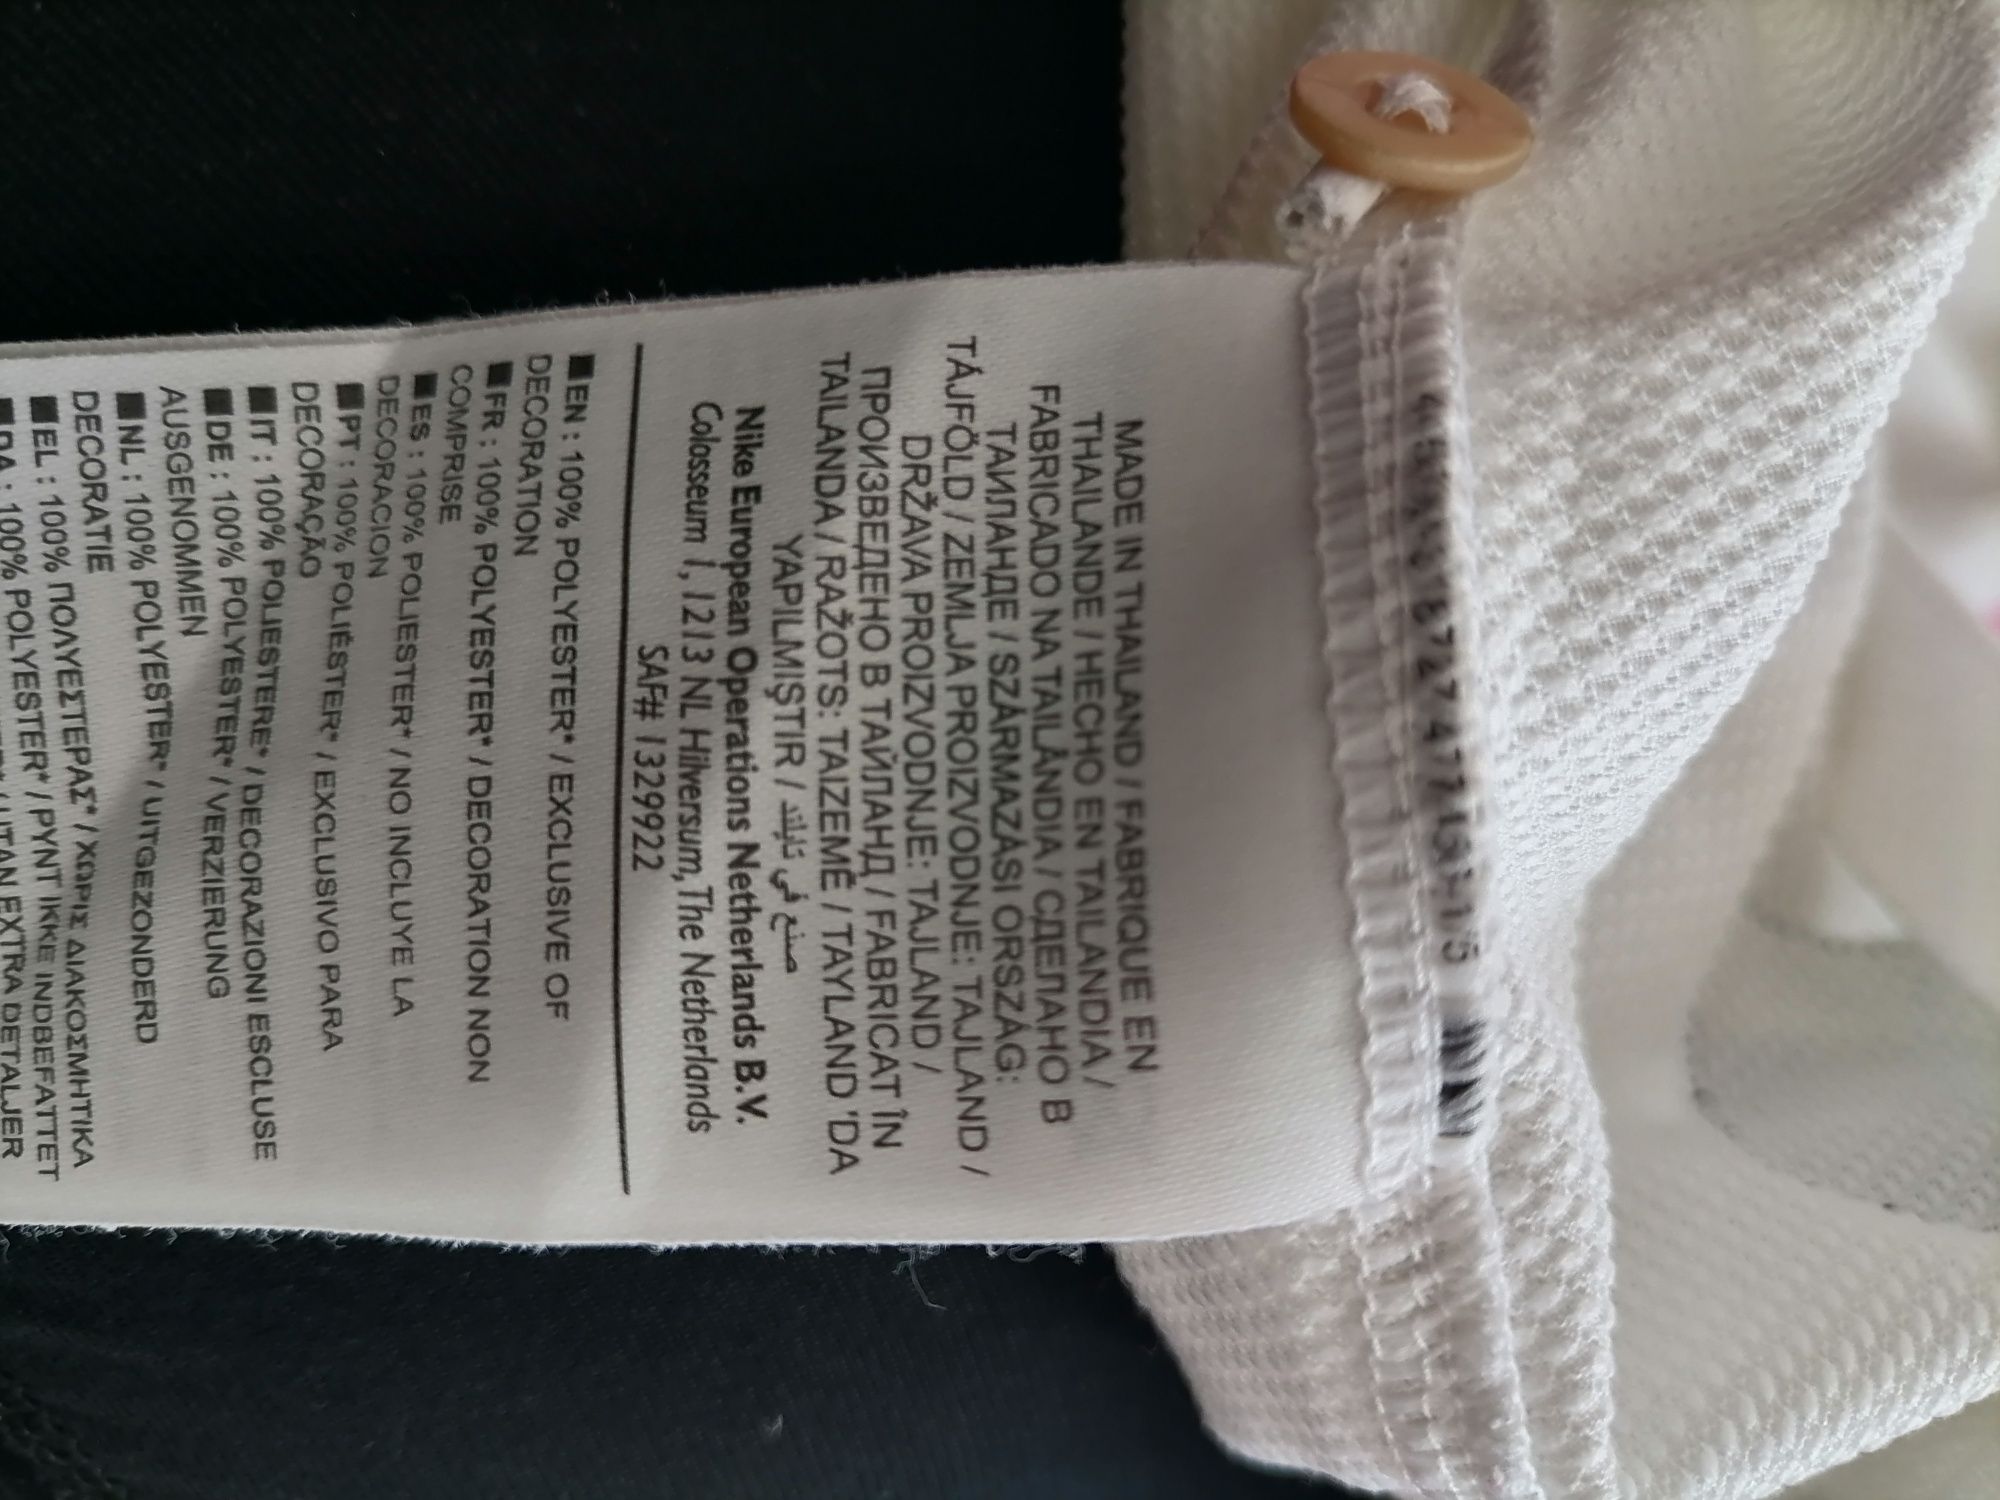 MADE IN THAILAND / FABRIQUE EN
THAILANDE / HECHO EN TAILANDIA /
FABRICADO NA TAILÂNDIA / СДЕЛАНО В
ТАИЛАНДЕ / SZÁRMAZÁSI ORSZÁG:
TÁJFÖLD / ZEMLJA PROIZVODNJE: TAJLAND /
DRŽAVA PROIZVODNJE: TAJLAND /
ПРОИЗВЕДЕНО В ТАЙЛАНД / FABRICAT ÎN
TAILANDA / RAŽOTS: TAIZEMĒ / TAYLAND 'DA
YAPILMIŞTIR / صنع في تايلند
Nike European Operations Netherlands B.V.
Colosseum 1, 1213 NL Hilversum, The Netherlands
SAF# 1329922
EN : 100% POLYESTER* / EXCLUSIVE OF
DECORATION
FR : 100% POLYESTER* / DECORATION NON
COMPRISE
ES : 100% POLIESTER* / NO INCLUYE LA
DECORACION
PT : 100% POLIÉSTER* / EXCLUSIVO PARA
DECORAÇÃO
IT : 100% POLIESTERE* / DECORAZIONI ESCLUSE
DE : 100% POLYESTER* / VERZIERUNG
AUSGENOMMEN
NL : 100% POLYESTER* / UITGEZONDERD
DECORATIE
EL : 100% ΠΟΛΥΕΣΤΕΡΑΣ* / ΧΩΡΙΣ ΔΙΑΚΟΣΜΗΤΙΚΑ
DA : 100% POLYESTER* / PYNT IKKE INDBEFATTET
UTAN EXTRA DETALJER